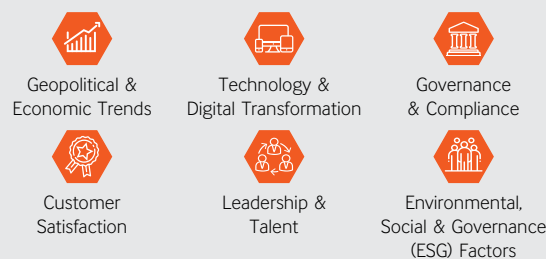 Geopolitical &
Economic Trends
Technology &
Digital Transformation
Governance
& Compliance
Customer
Satisfaction
Leadership &
Talent
Environmental,
Social & Governance
(ESG) Factors